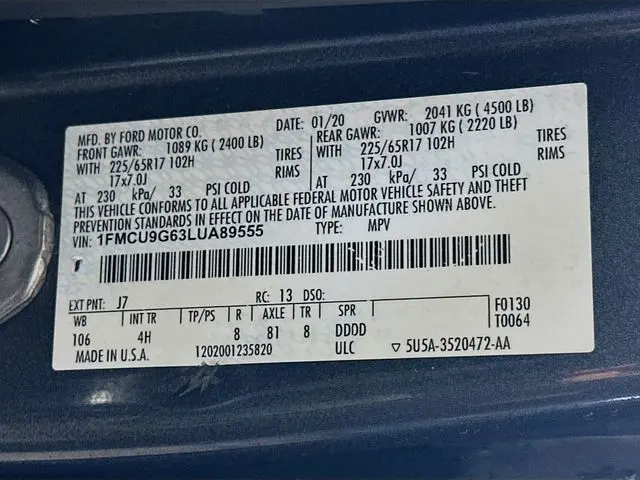 MFD. BY FORD MOTOR CO. DATE: 01/20 GVWR: 2041 KG ( 4500 LB)
FRONT GAWR: 1089 KG ( 2400 LB) REAR GAWR: 1007 KG ( 2220 LB)
WITH 225/65R17 102H TIRES WITH 225/65R17 102H TIRES
17x7.0J RIMS 17x7.0J RIMS
AT 230 kPa/ 33 PSI COLD AT 230 kPa/ 33 PSI COLD
THIS VEHICLE CONFORMS TO ALL APPLICABLE FEDERAL MOTOR VEHICLE SAFETY AND THEFT
PREVENTION STANDARDS IN EFFECT ON THE DATE OF MANUFACTURE SHOWN ABOVE.
VIN: 1FMCU9G63LUA89555 TYPE: MPV
EXT PNT: J7 RC: 13 DSO: F0130
WB INT TR TP/PS R AXLE TR SPR T0064
106 4H 8 81 8 DDDD
MADE IN U.S.A. 1202001235820 ULC ▽ 5U5A-3520472-AA